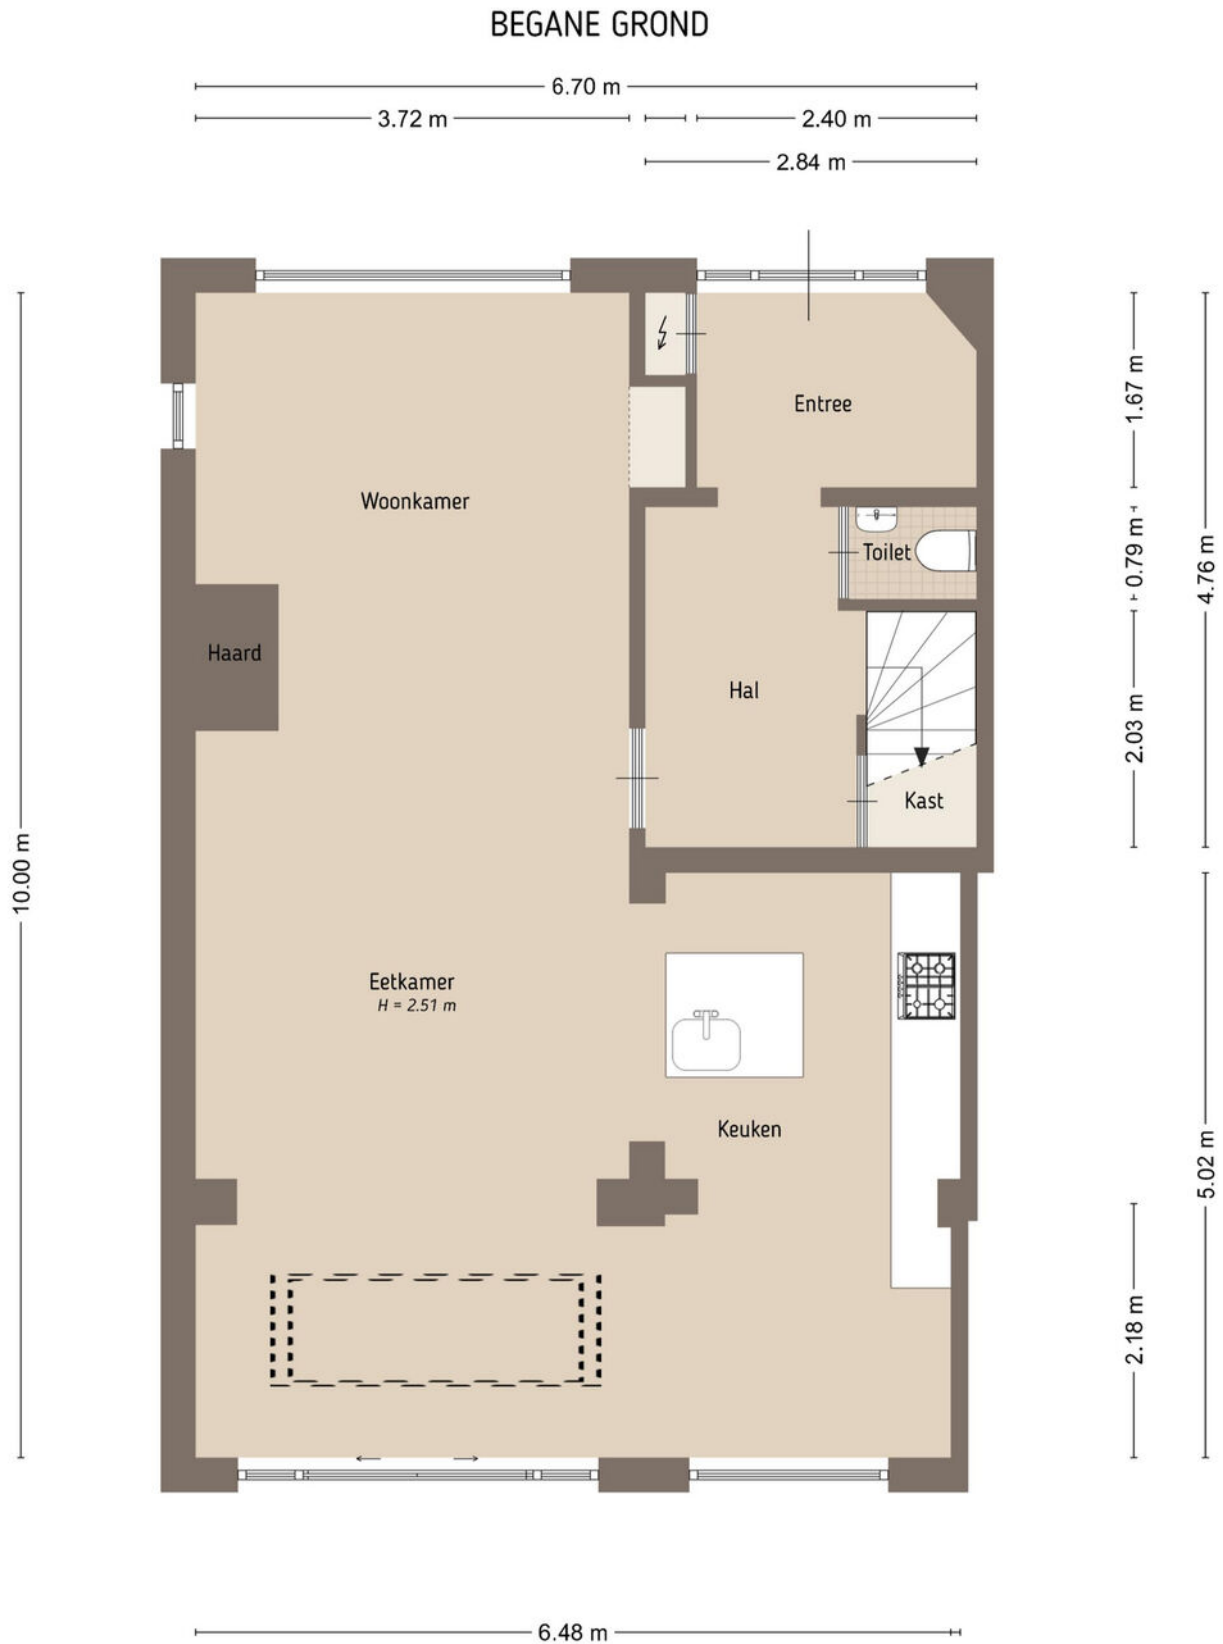 BEGANE GROND
6.70 m
3.72 m
2.40 m
2.84 m
Entree
1.67 m
Woonkamer
Toilet
0.79 m
4.76 m
Haard
Hal
2.03 m
Kast
10.00 m
Eetkamer
H = 2.51 m
Keuken
5.02 m
2.18 m
6.48 m